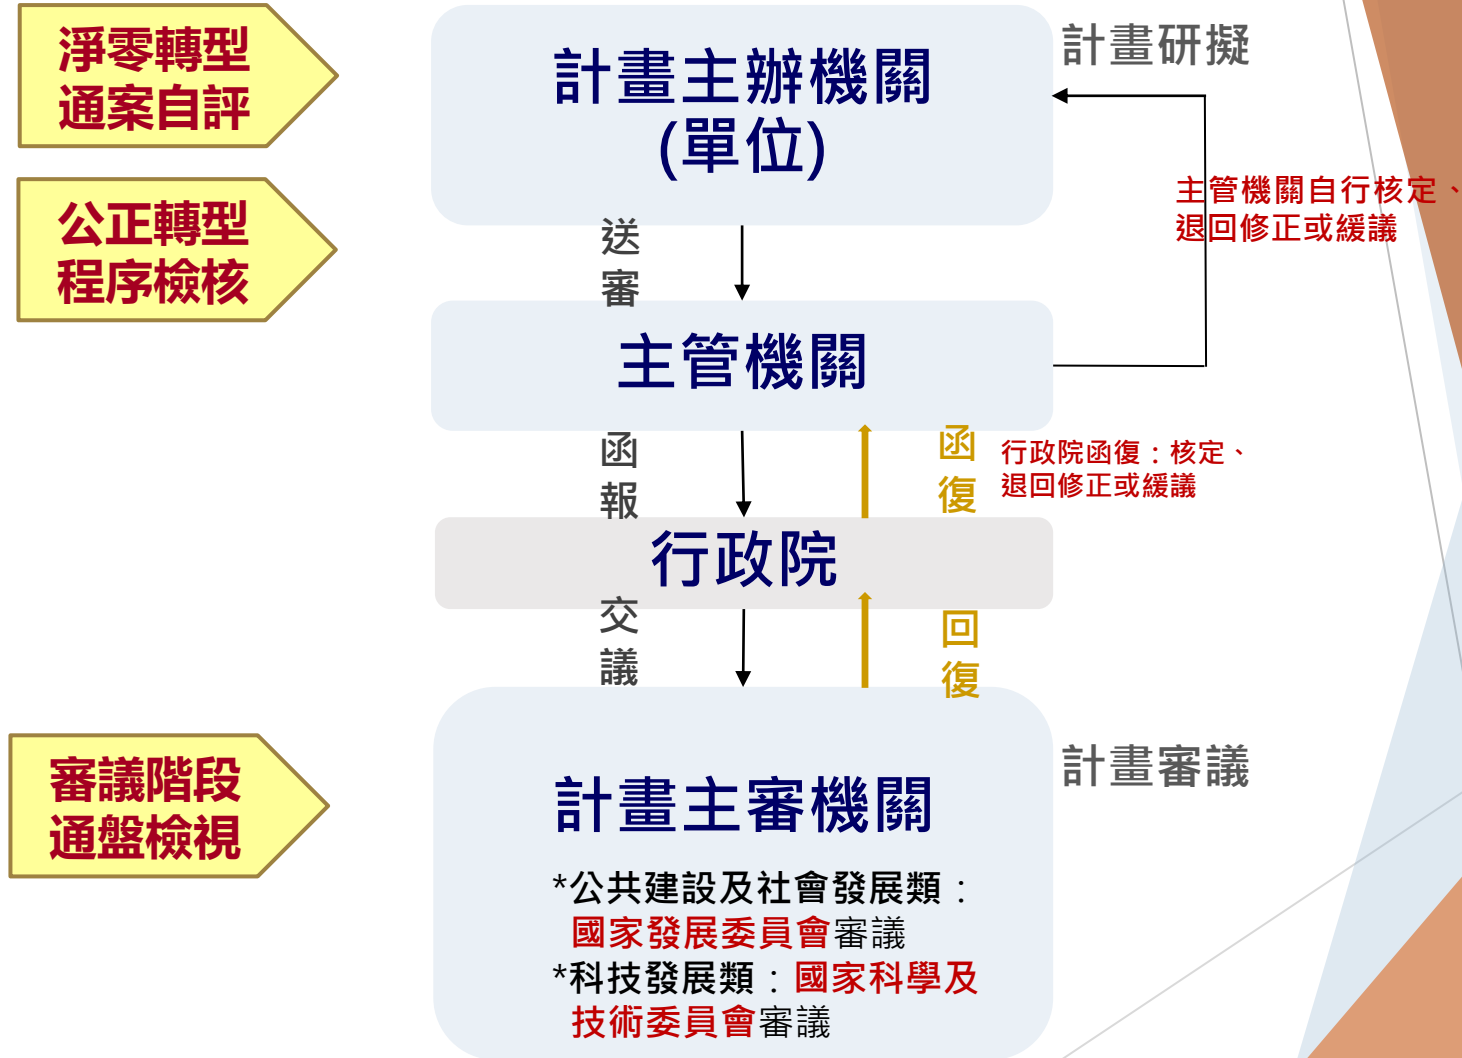 淨零轉型
通案自評
計畫主辦機關
(單位)
計畫研擬
公正轉型
程序檢核
主管機關自行核定、
退回修正或緩議
送
審
主管機關
函
報
函
復
行政院函復：核定、
退回修正或緩議
行政院
交
議
回
復
審議階段
通盤檢視
計畫審議
計畫主審機關
*公共建設及社會發展類：
國家發展委員會審議
*科技發展類：國家科學及
技術委員會審議